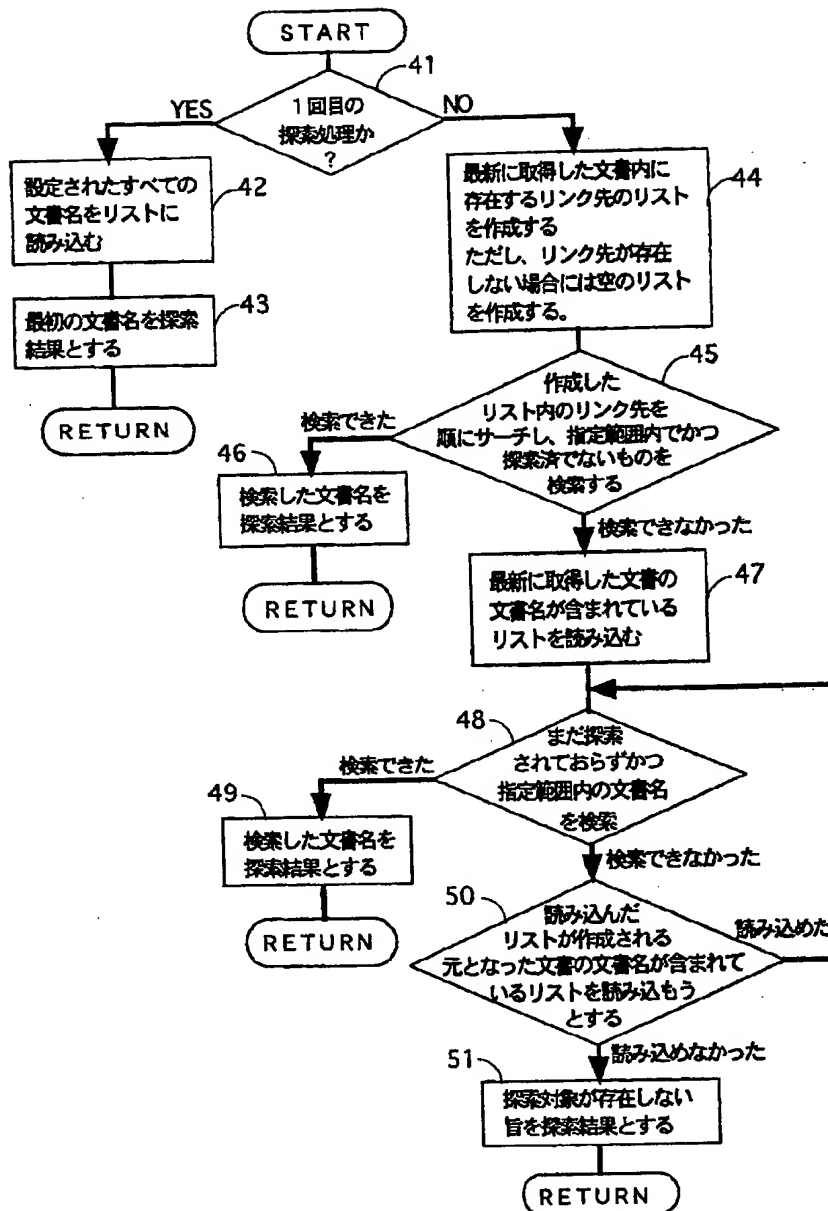 START
41
1回目の
探索処理か
?
YES
NO
42
設定されたすべての
文書名をリストに
読み込む
43
最初の文書名を探索
結果とする
RETURN
44
最新に取得した文書内に
存在するリンク先のリスト
を作成する
ただし、リンク先が存在
しない場合には空のリスト
を作成する。
45
作成した
リスト内のリンク先を
順にサーチし、指定範囲内でかつ
探索済でないものを
検索する
検索できた
46
検索した文書名を
探索結果とする
RETURN
検索できなかった
47
最新に取得した文書の
文書名が含まれている
リストを読み込む
48
まだ探索
されておらずかつ
指定範囲内の文書名
を検索
検索できた
49
検索した文書名を
探索結果とする
RETURN
検索できなかった
50
読み込んだ
リストが作成される
元となった文書の文書名が含まれて
いるリストを読み込もう
とする
読み込めた
読み込めなかった
51
探索対象が存在しない
旨を探索結果とする
RETURN